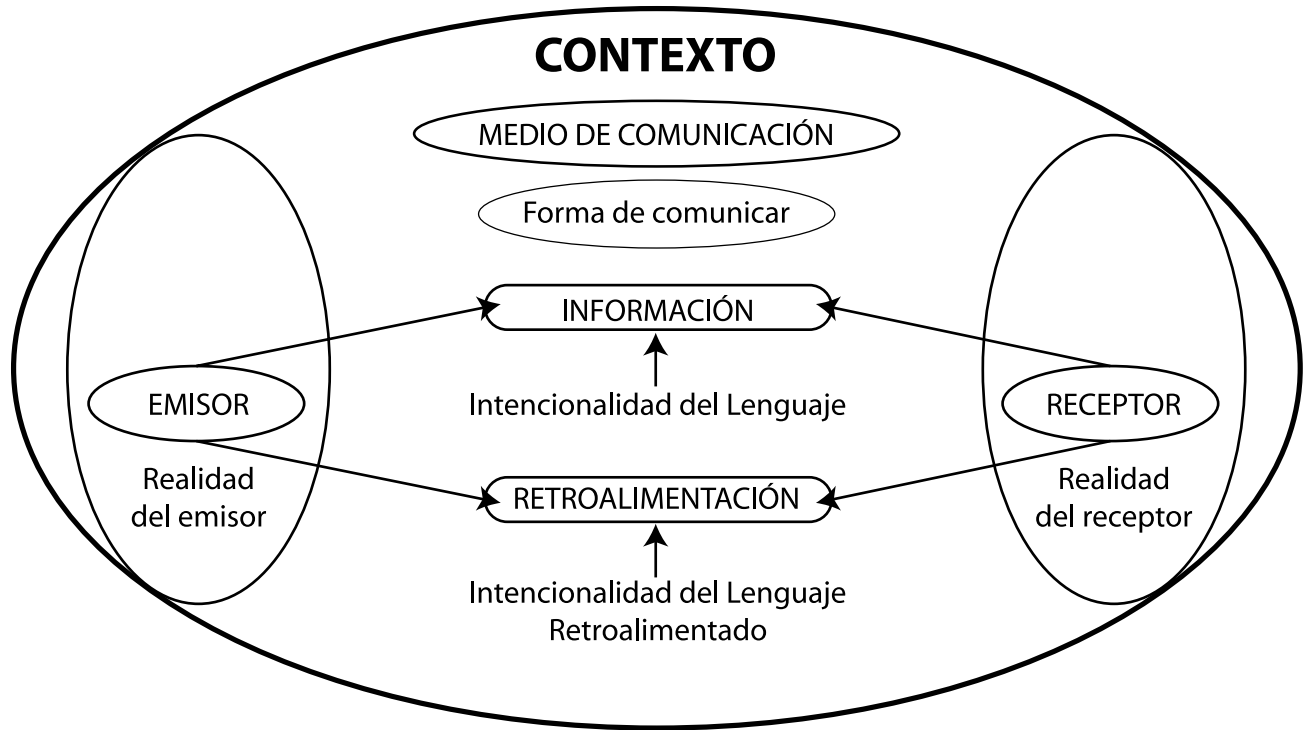 CONTEXTO
MEDIO DE COMUNICACIÓN
Forma de comunicar
INFORMACIÓN
Intencionalidad del Lenguaje
EMISOR
RECEPTOR
Realidad
del emisor
RETROALIMENTACIÓN
Realidad
del receptor
Intencionalidad del Lenguaje
Retroalimentado